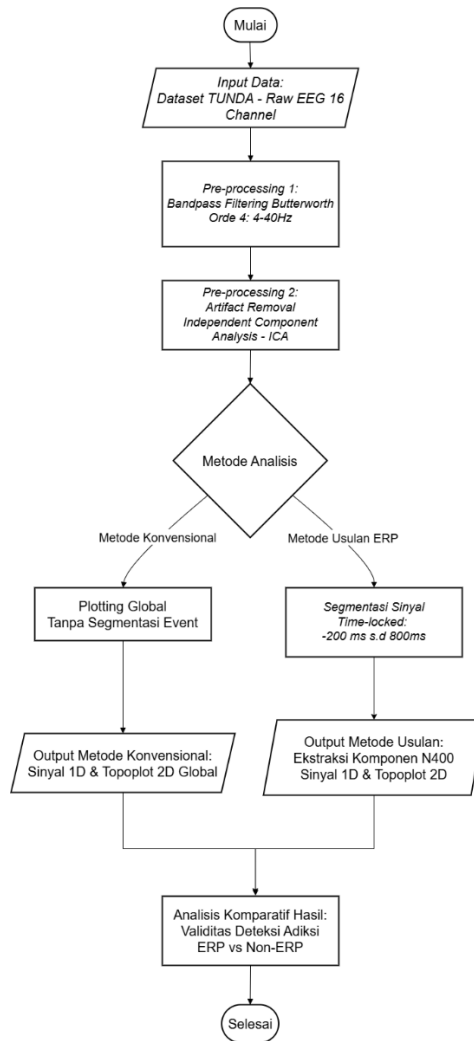 Mulai
Input Data:
Dataset TUNDA - Raw EEG 16
Channel
Pre-processing 1:
Bandpass Filtering Butterworth
Orde 4: 4-40Hz
Pre-processing 2:
Artifact Removal
Independent Component
Analysis - ICA
Metode Analisis
Metode Konvensional
Metode Usulan ERP
Plotting Global
Tanpa Segmentasi Event
Segmentasi Sinyal
Time-locked:
-200 ms s.d 800ms
Output Metode Konvensional:
Sinyal 1D & Topoplot 2D Global
Output Metode Usulan:
Ekstraksi Komponen N400
Sinyal 1D & Topoplot 2D
Analisis Komparatif Hasil:
Validitas Deteksi Adiksi
ERP vs Non-ERP
Selesai